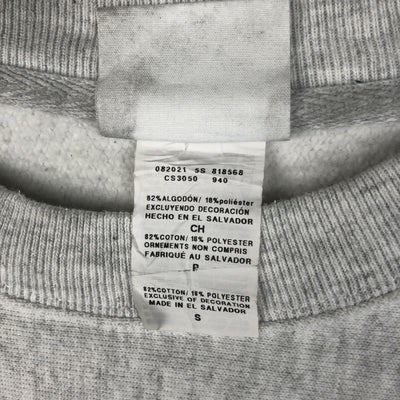 082021 5S 818568
CS3050 940
82%ALGODÓN/ 18%poliéster
EXCLUYENDO DECORACIÓN
HECHO EN EL SALVADOR
CH
82%COTON/ 18% POLYESTER
ORNEMENTS NON COMPRIS
FABRIQUÉ AU SALVADOR
P
82%COTTON/ 18% POLYESTER
EXCLUSIVE OF DECORATION
MADE IN EL SALVADOR
S